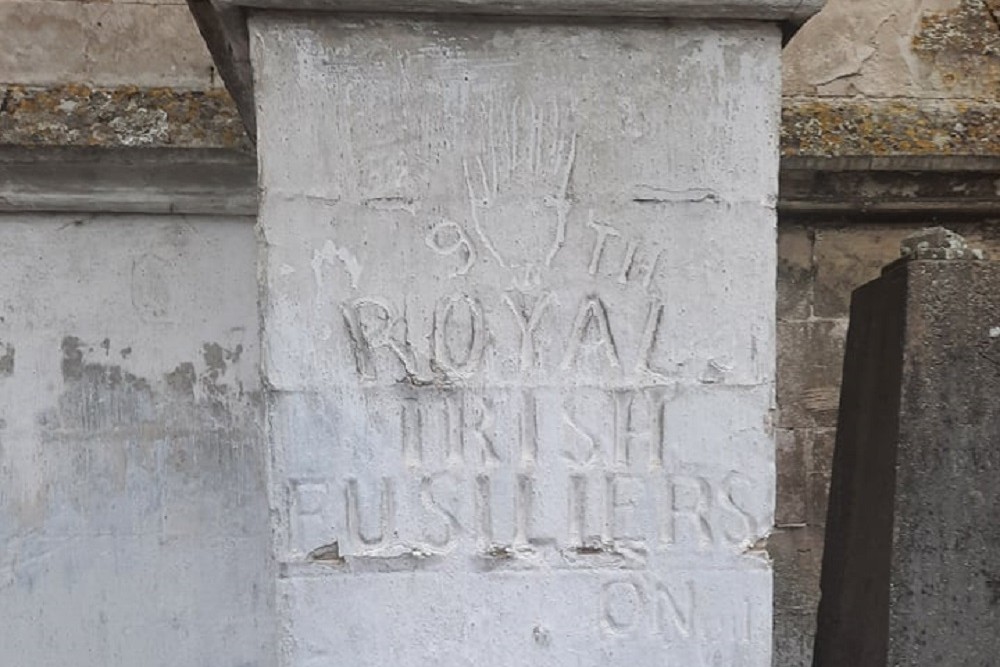 9 TH
ROYAL
IRISH
FUSILIERS
ON